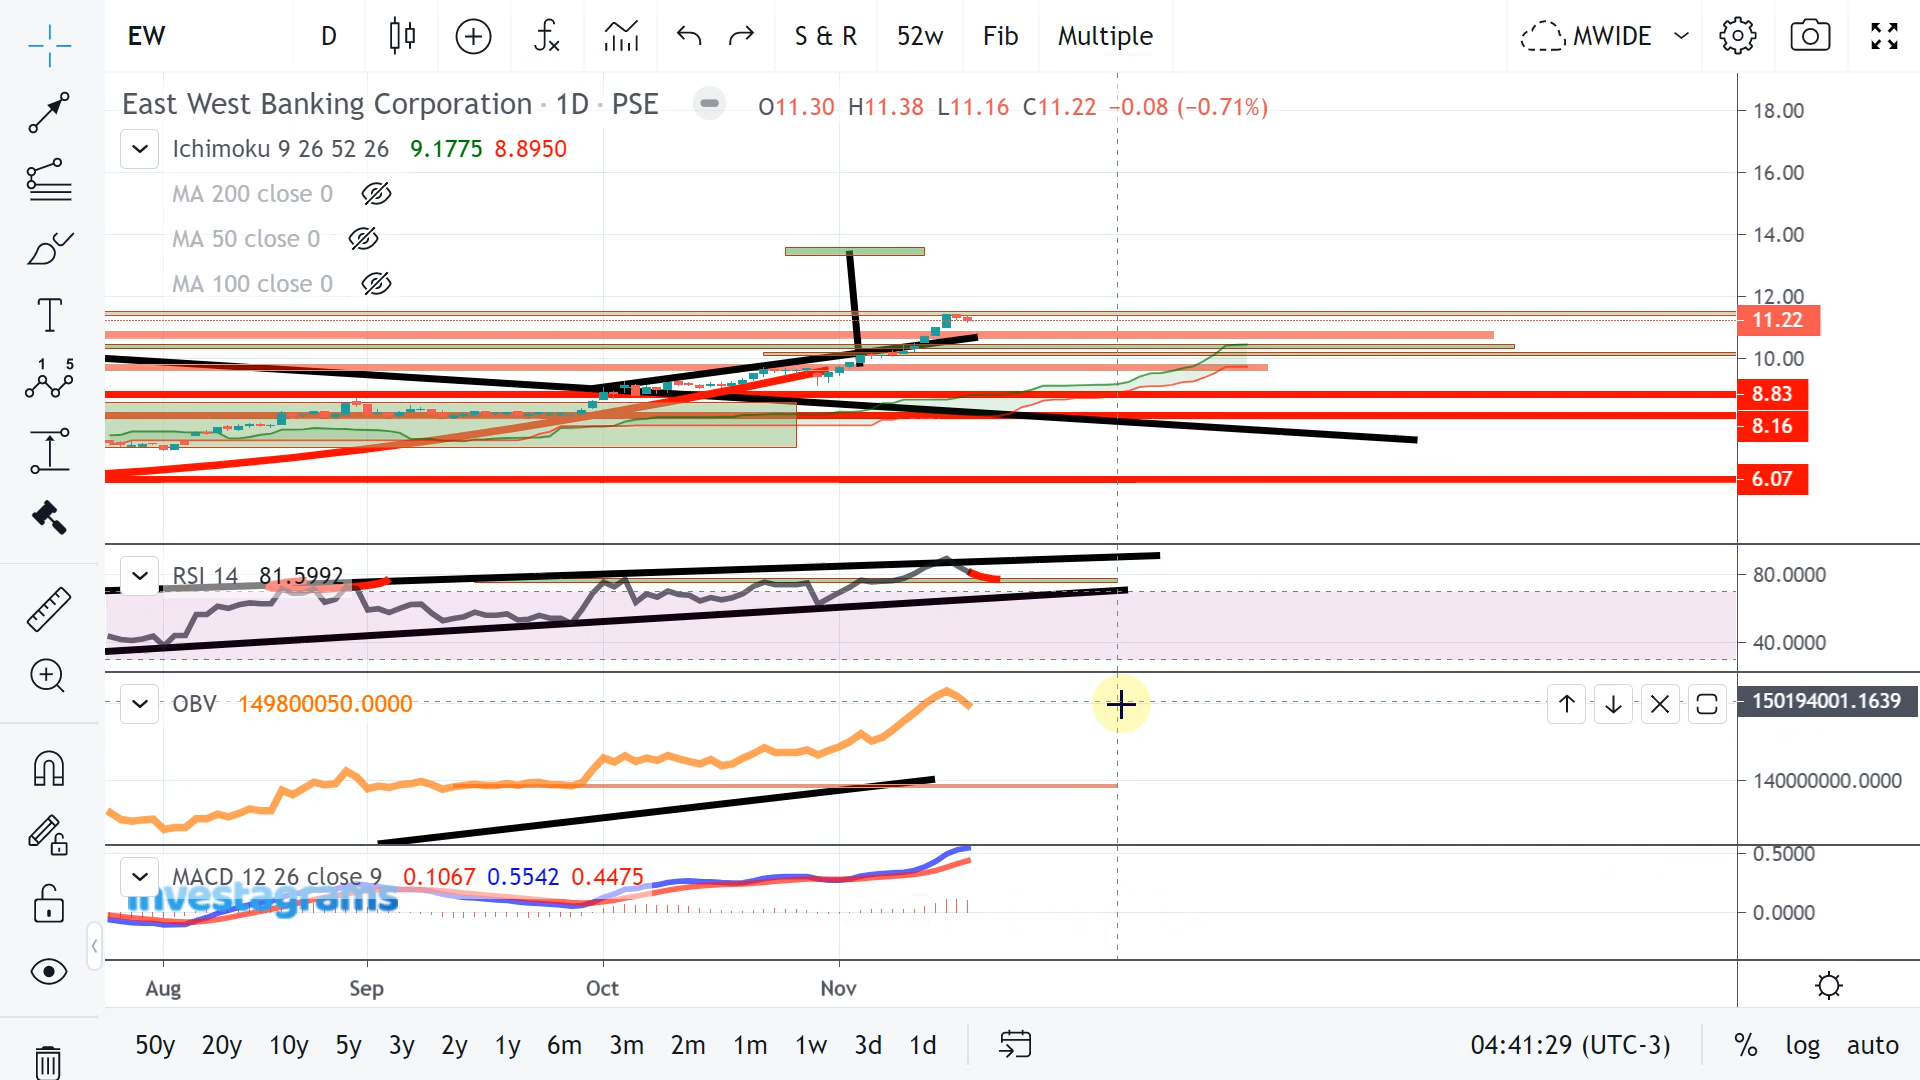 EW D S & R 52w Fib Multiple MWIDE
East West Banking Corporation · 1D · PSE O11.30 H11.38 L11.16 C11.22 −0.08 (−0.71%)
Ichimoku 9 26 52 26 9.1775 8.8950
MA 200 close 0
MA 50 close 0
MA 100 close 0
18.00
16.00
14.00
12.00
11.22
10.00
8.83
8.16
6.07
1 5
RSI 14 81.5992
80.0000
40.0000
OBV 149800050.0000
150194001.1639
140000000.0000
MACD 12 26 close 9 0.1067 0.5542 0.4475
Investagrams
0.5000
0.0000
Aug Sep Oct Nov
50y 20y 10y 5y 3y 2y 1y 6m 3m 2m 1m 1w 3d 1d 04:41:29 (UTC-3) % log auto